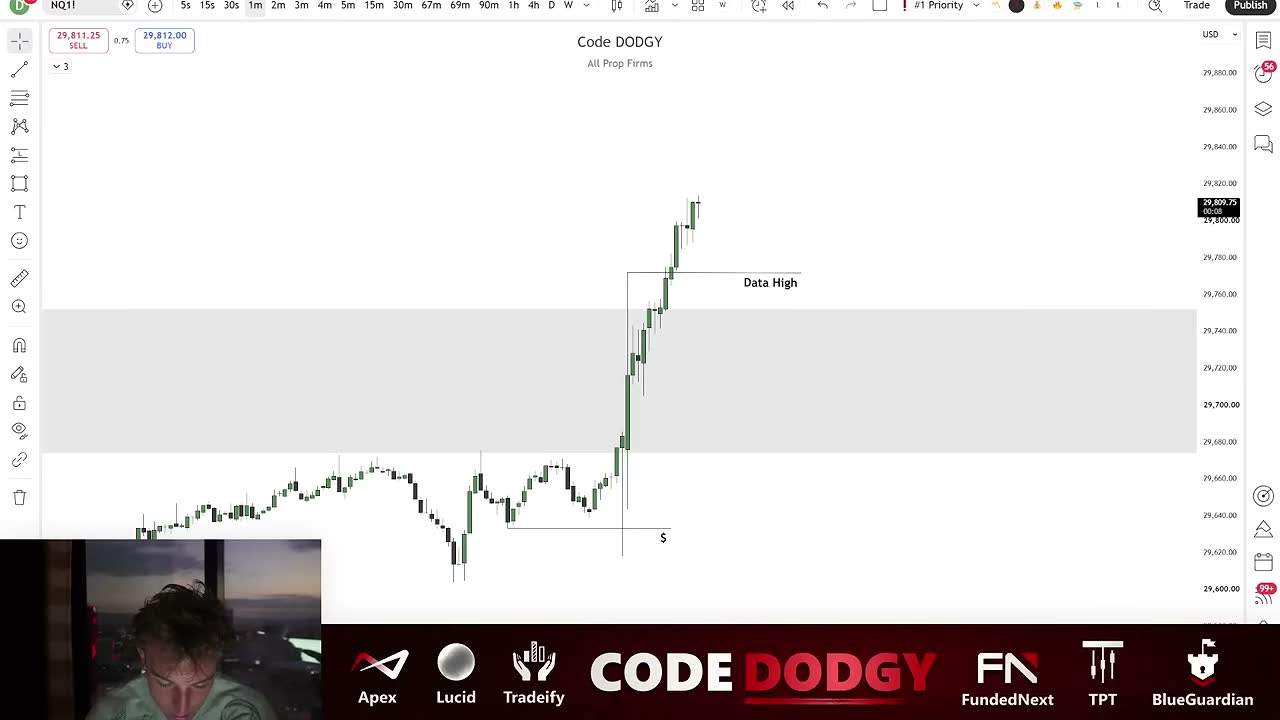 NQ1!
5s 15s 30s 1m 2m 3m 4m 5m 15m 30m 67m 69m 90m 1h 4h D W
#1 Priority
Trade
Publish
29,811.25
SELL
0.75
29,812.00
BUY
3
Code DODGY
All Prop Firms
USD
56
29,880.00
29,860.00
29,840.00
29,820.00
29,809.75
00:08
29,800.00
29,780.00
29,760.00
29,740.00
29,720.00
29,700.00
29,680.00
29,660.00
29,640.00
29,620.00
29,600.00
99+
Data High
$
CODE DODGY
Apex
Lucid
Tradeify
FN
FundedNext
TPT
BlueGuardian